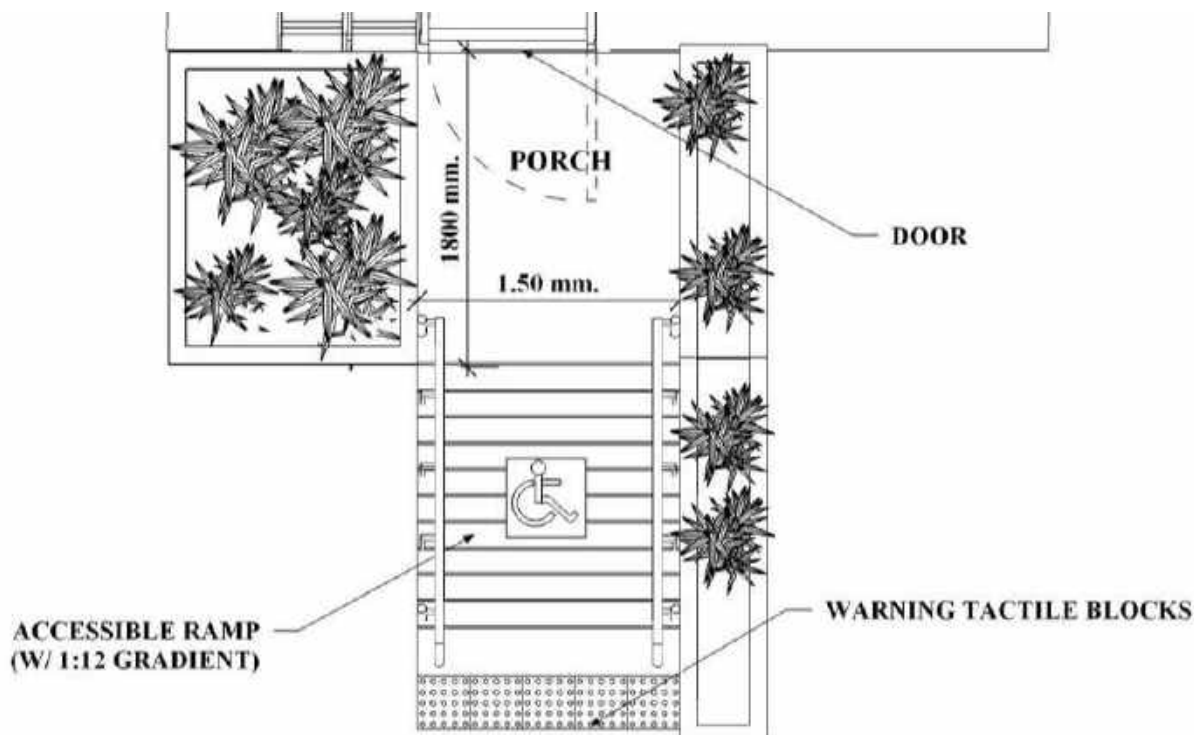 PORCH
1800 mm.
DOOR
1.50 mm.
ACCESSIBLE RAMP
(W/ 1:12 GRADIENT)
WARNING TACTILE BLOCKS